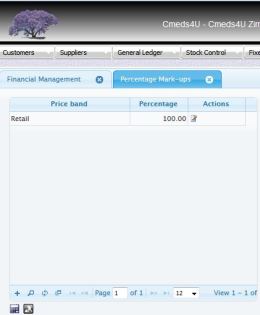 Cmeds4U - Cmeds4U Zim
Customers Suppliers General Ledger Stock Control Fixe
Financial Management Percentage Mark-ups
Price band Percentage Actions
Retail 100.00
Page 1 of 1 12 View 1 - 1 of